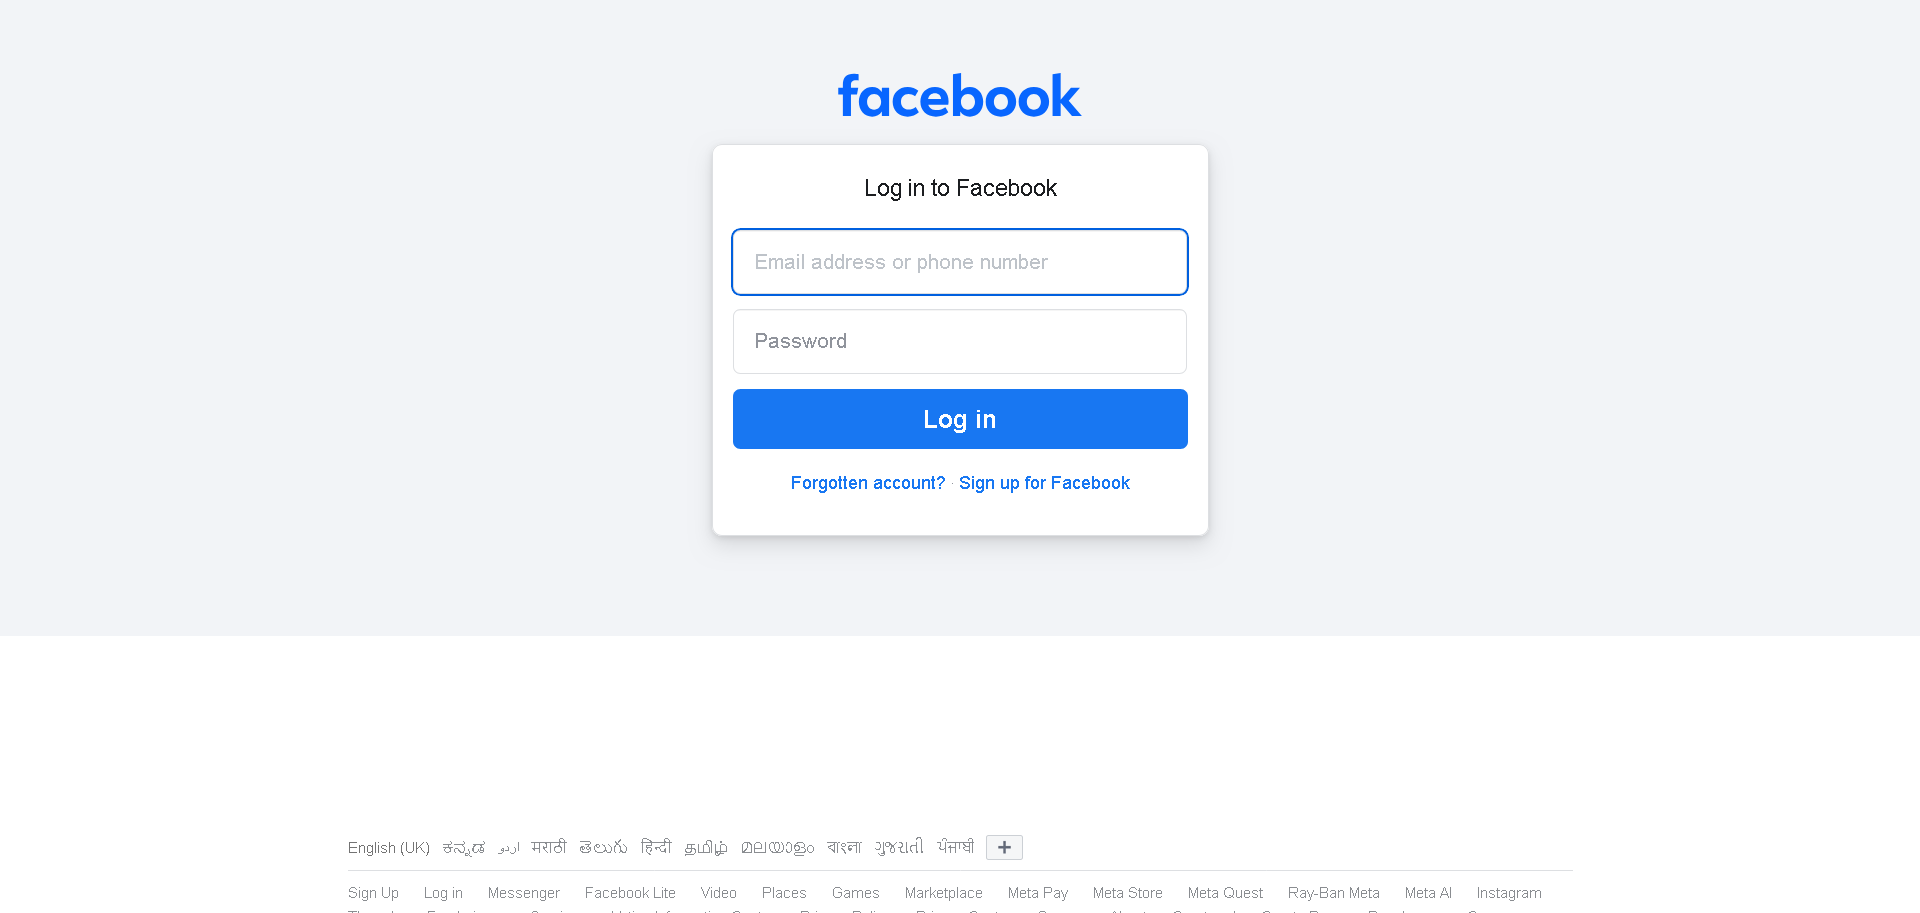 facebook
Log in to Facebook
Email address or phone number
Password
Log in
Forgotten account? · Sign up for Facebook
English (UK) ಕನ್ನಡ اردو मराठी తెలుగు हिन्दी தமிழ் മലയാളം বাংলা ગુજરાતી ਪੰਜਾਬੀ +
Sign Up Log in Messenger Facebook Lite Video Places Games Marketplace Meta Pay Meta Store Meta Quest Ray-Ban Meta Meta AI Instagram